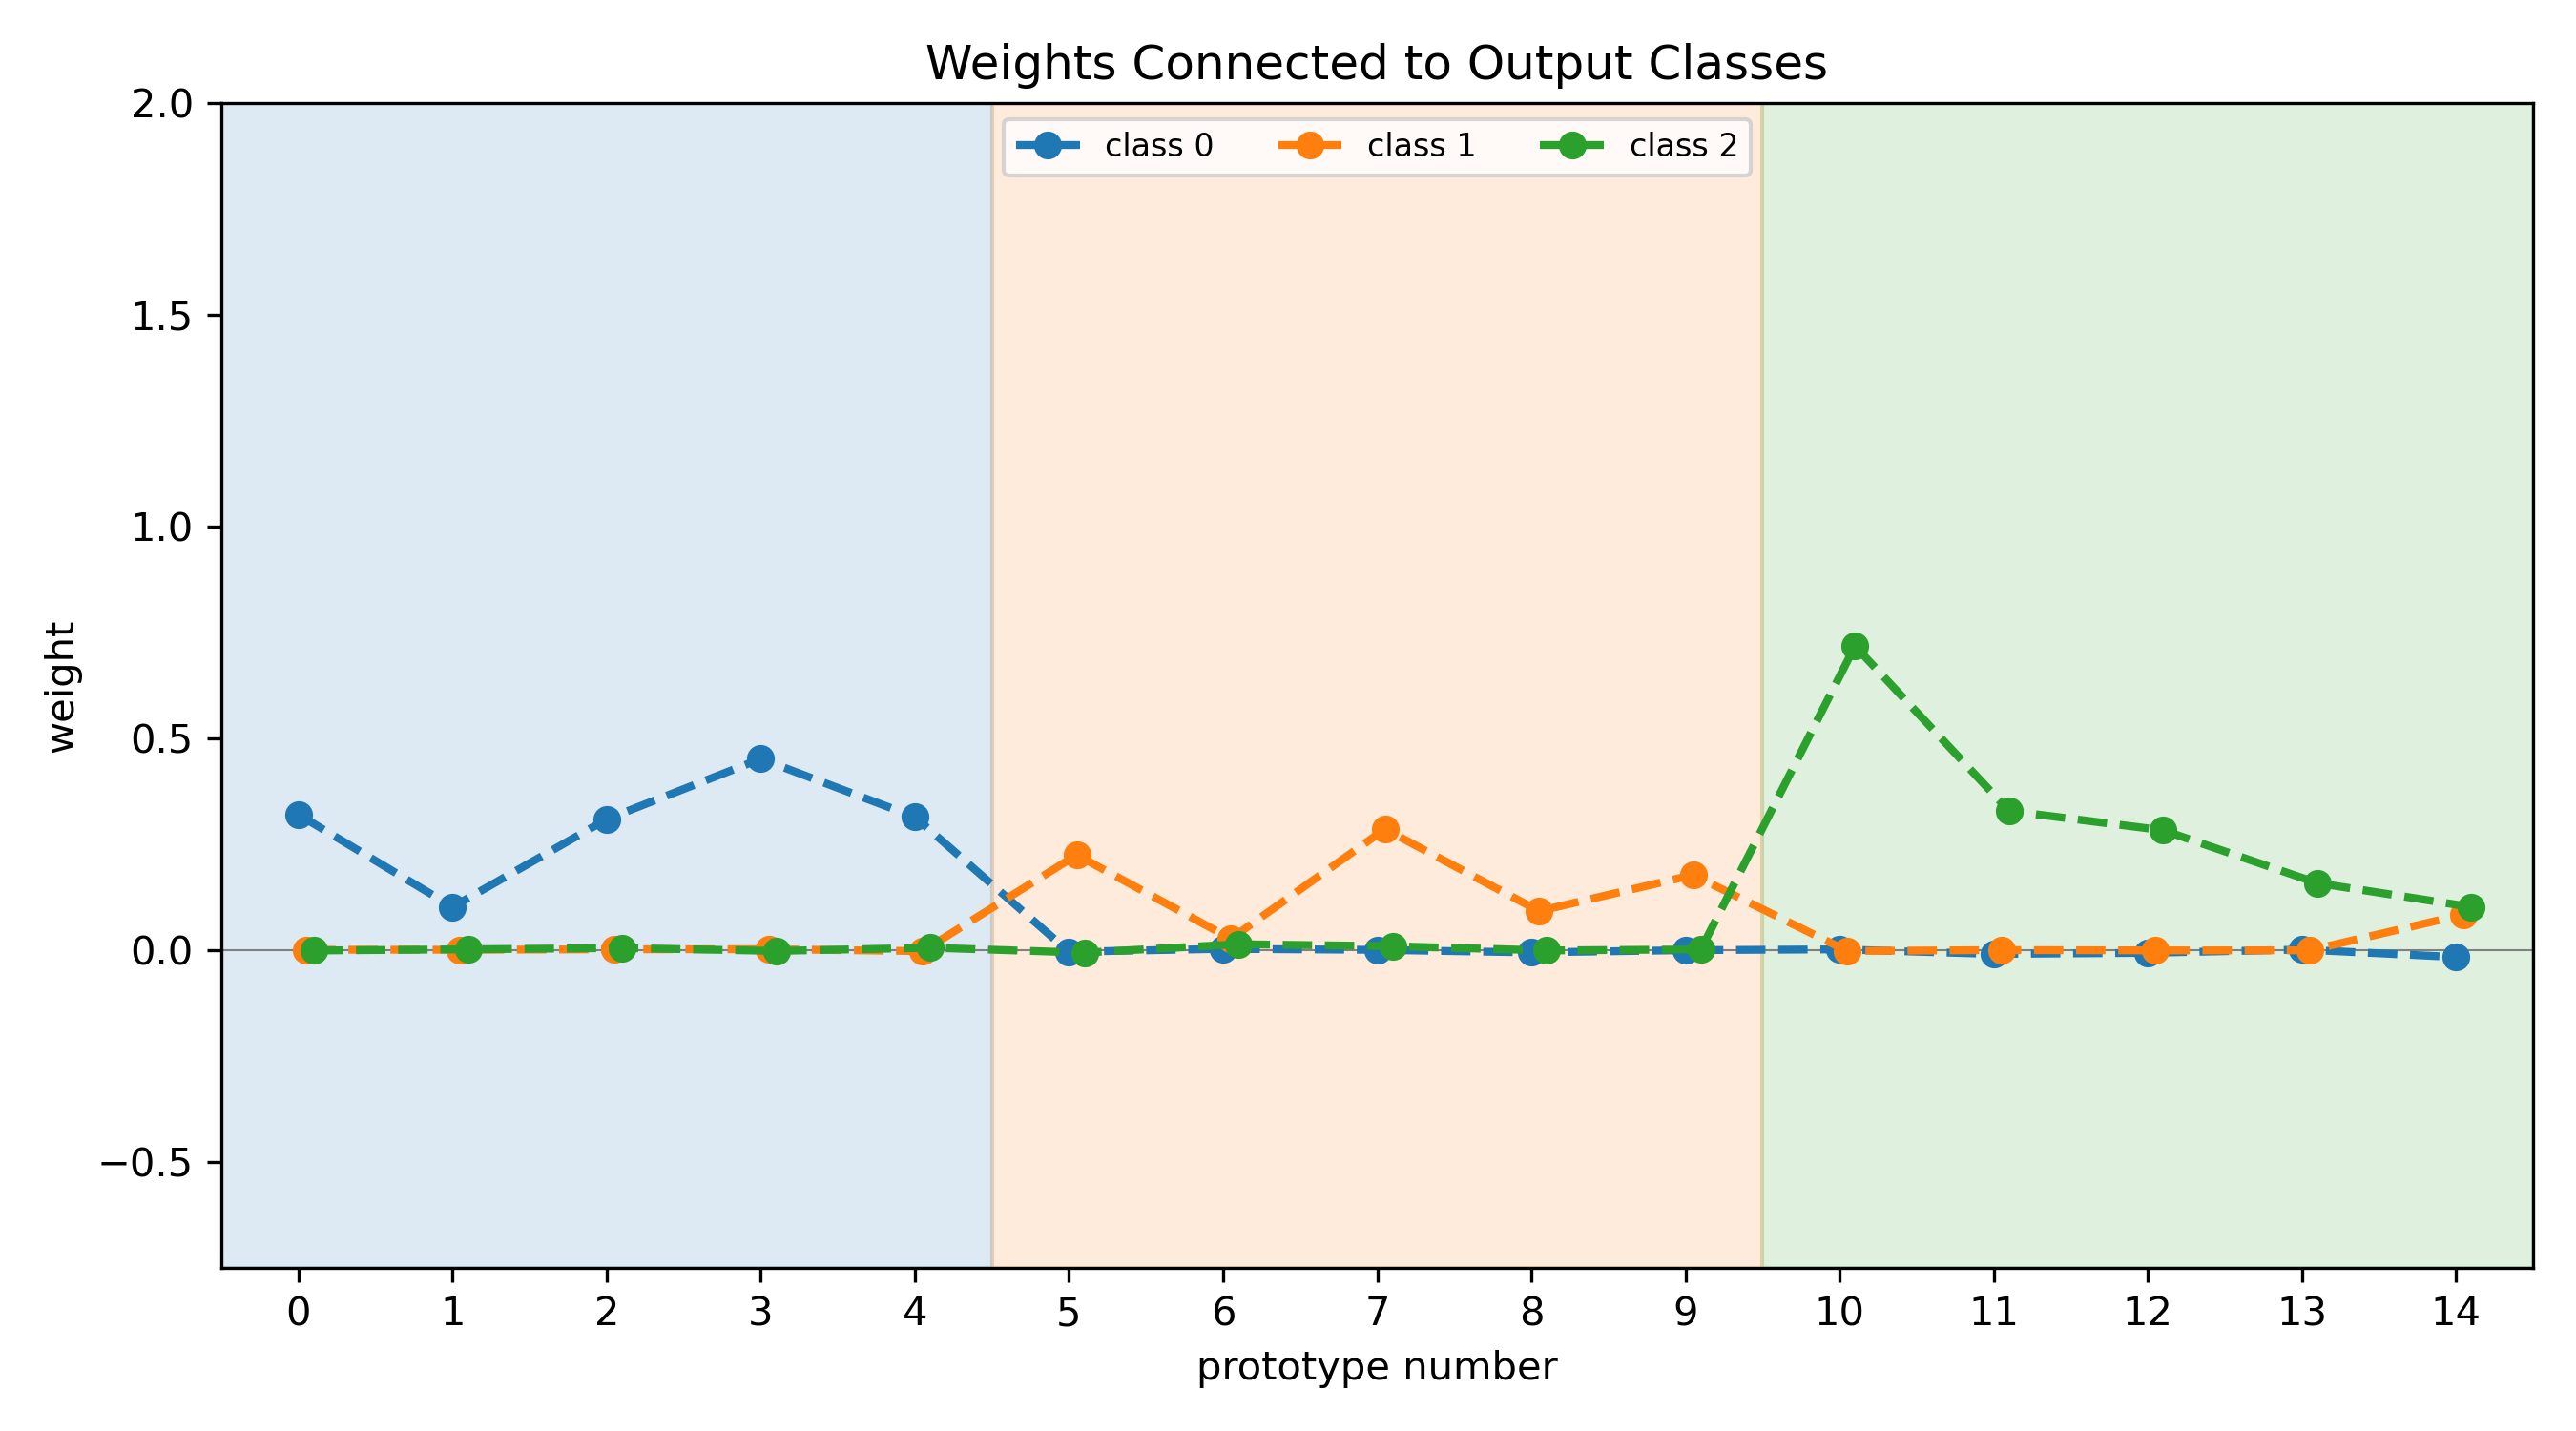 Weights Connected to Output Classes
class 0 class 1 class 2
2.0
1.5
1.0
0.5
0.0
−0.5
weight
0 1 2 3 4 5 6 7 8 9 10 11 12 13 14
prototype number